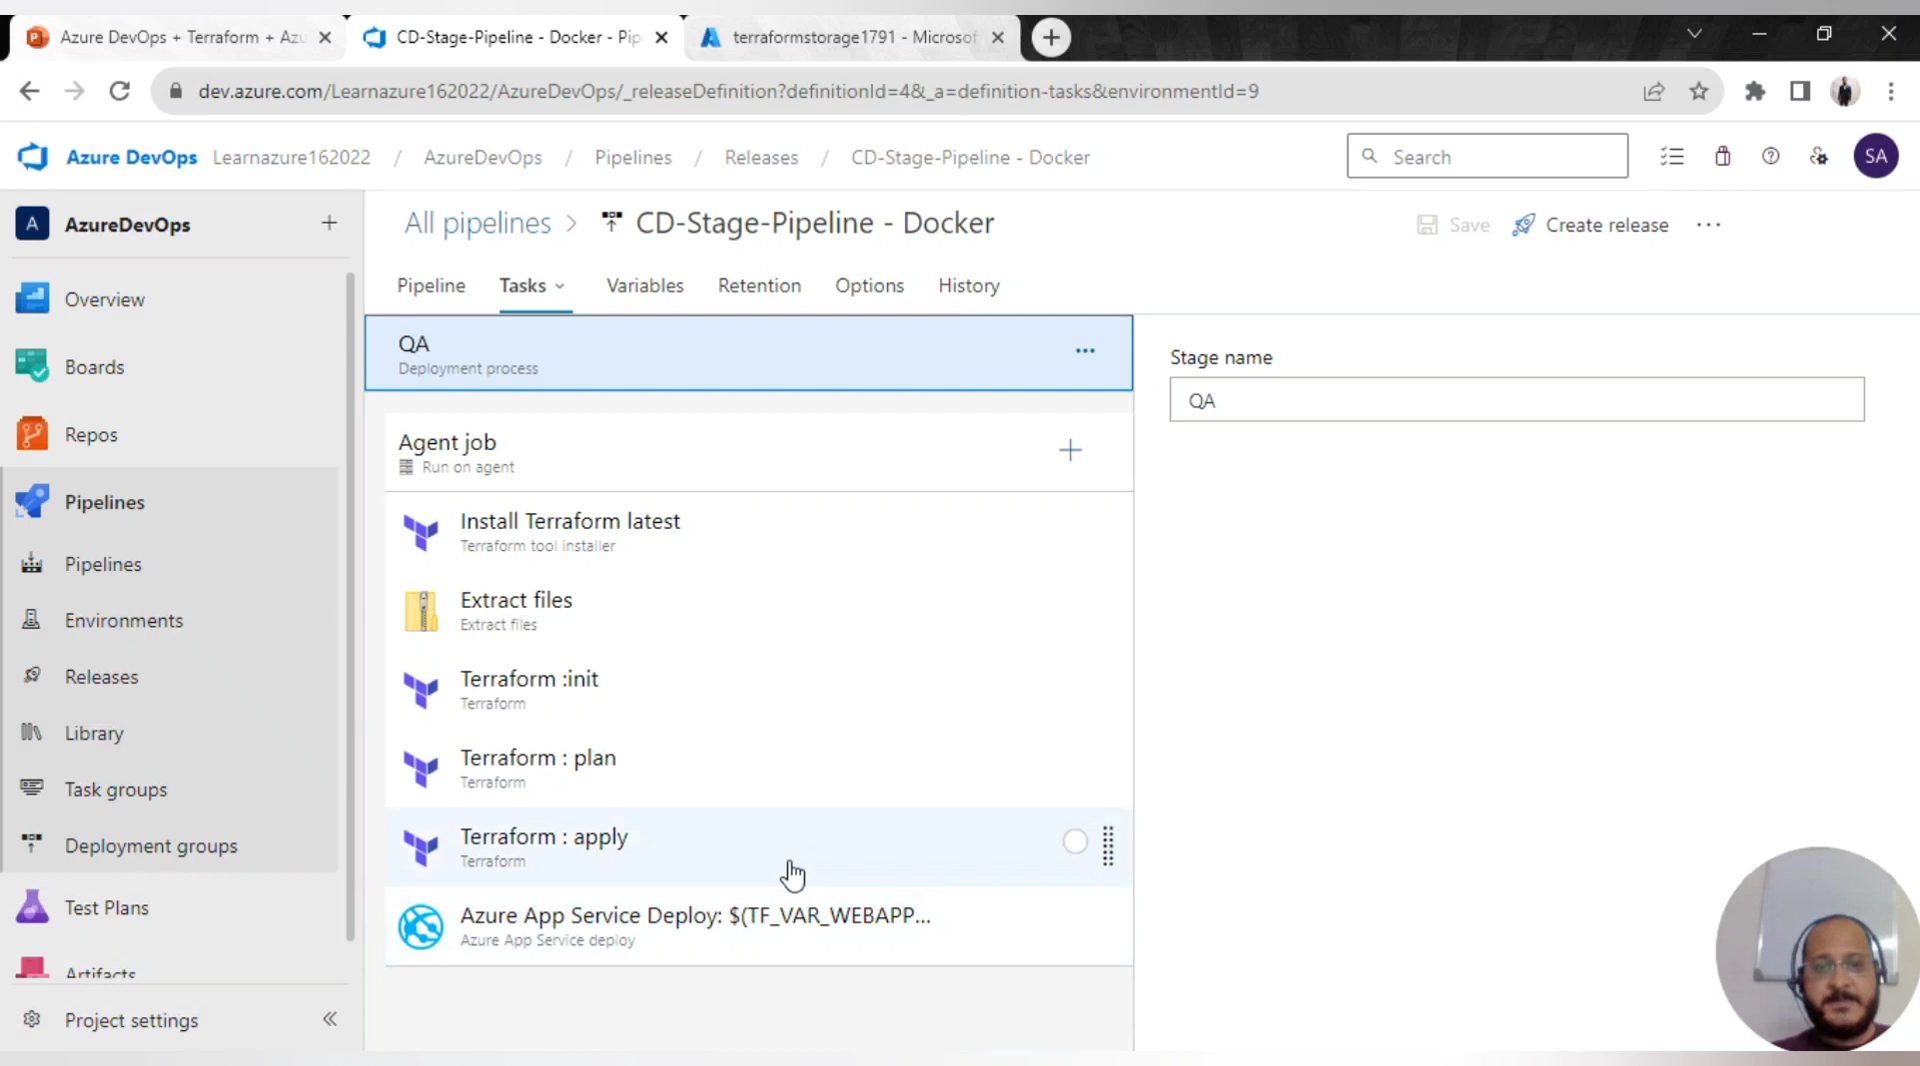 Azure DevOps + Terraform + Azu
CD-Stage-Pipeline - Docker - Pip
terraformstorage1791 - Microsof
dev.azure.com/Learnazure162022/AzureDevOps/_releaseDefinition?definitionId=4&_a=definition-tasks&environmentId=9
Azure DevOps Learnazure162022 / AzureDevOps / Pipelines / Releases / CD-Stage-Pipeline - Docker
Search
SA
A AzureDevOps
Overview
Boards
Repos
Pipelines
Pipelines
Environments
Releases
Library
Task groups
Deployment groups
Test Plans
Artifacts
Project settings
All pipelines > CD-Stage-Pipeline - Docker
Save Create release
Pipeline Tasks Variables Retention Options History
QA
Deployment process
Agent job
Run on agent
Install Terraform latest
Terraform tool installer
Extract files
Extract files
Terraform :init
Terraform
Terraform : plan
Terraform
Terraform : apply
Terraform
Azure App Service Deploy: $(TF_VAR_WEBAPP...
Azure App Service deploy
Stage name
QA